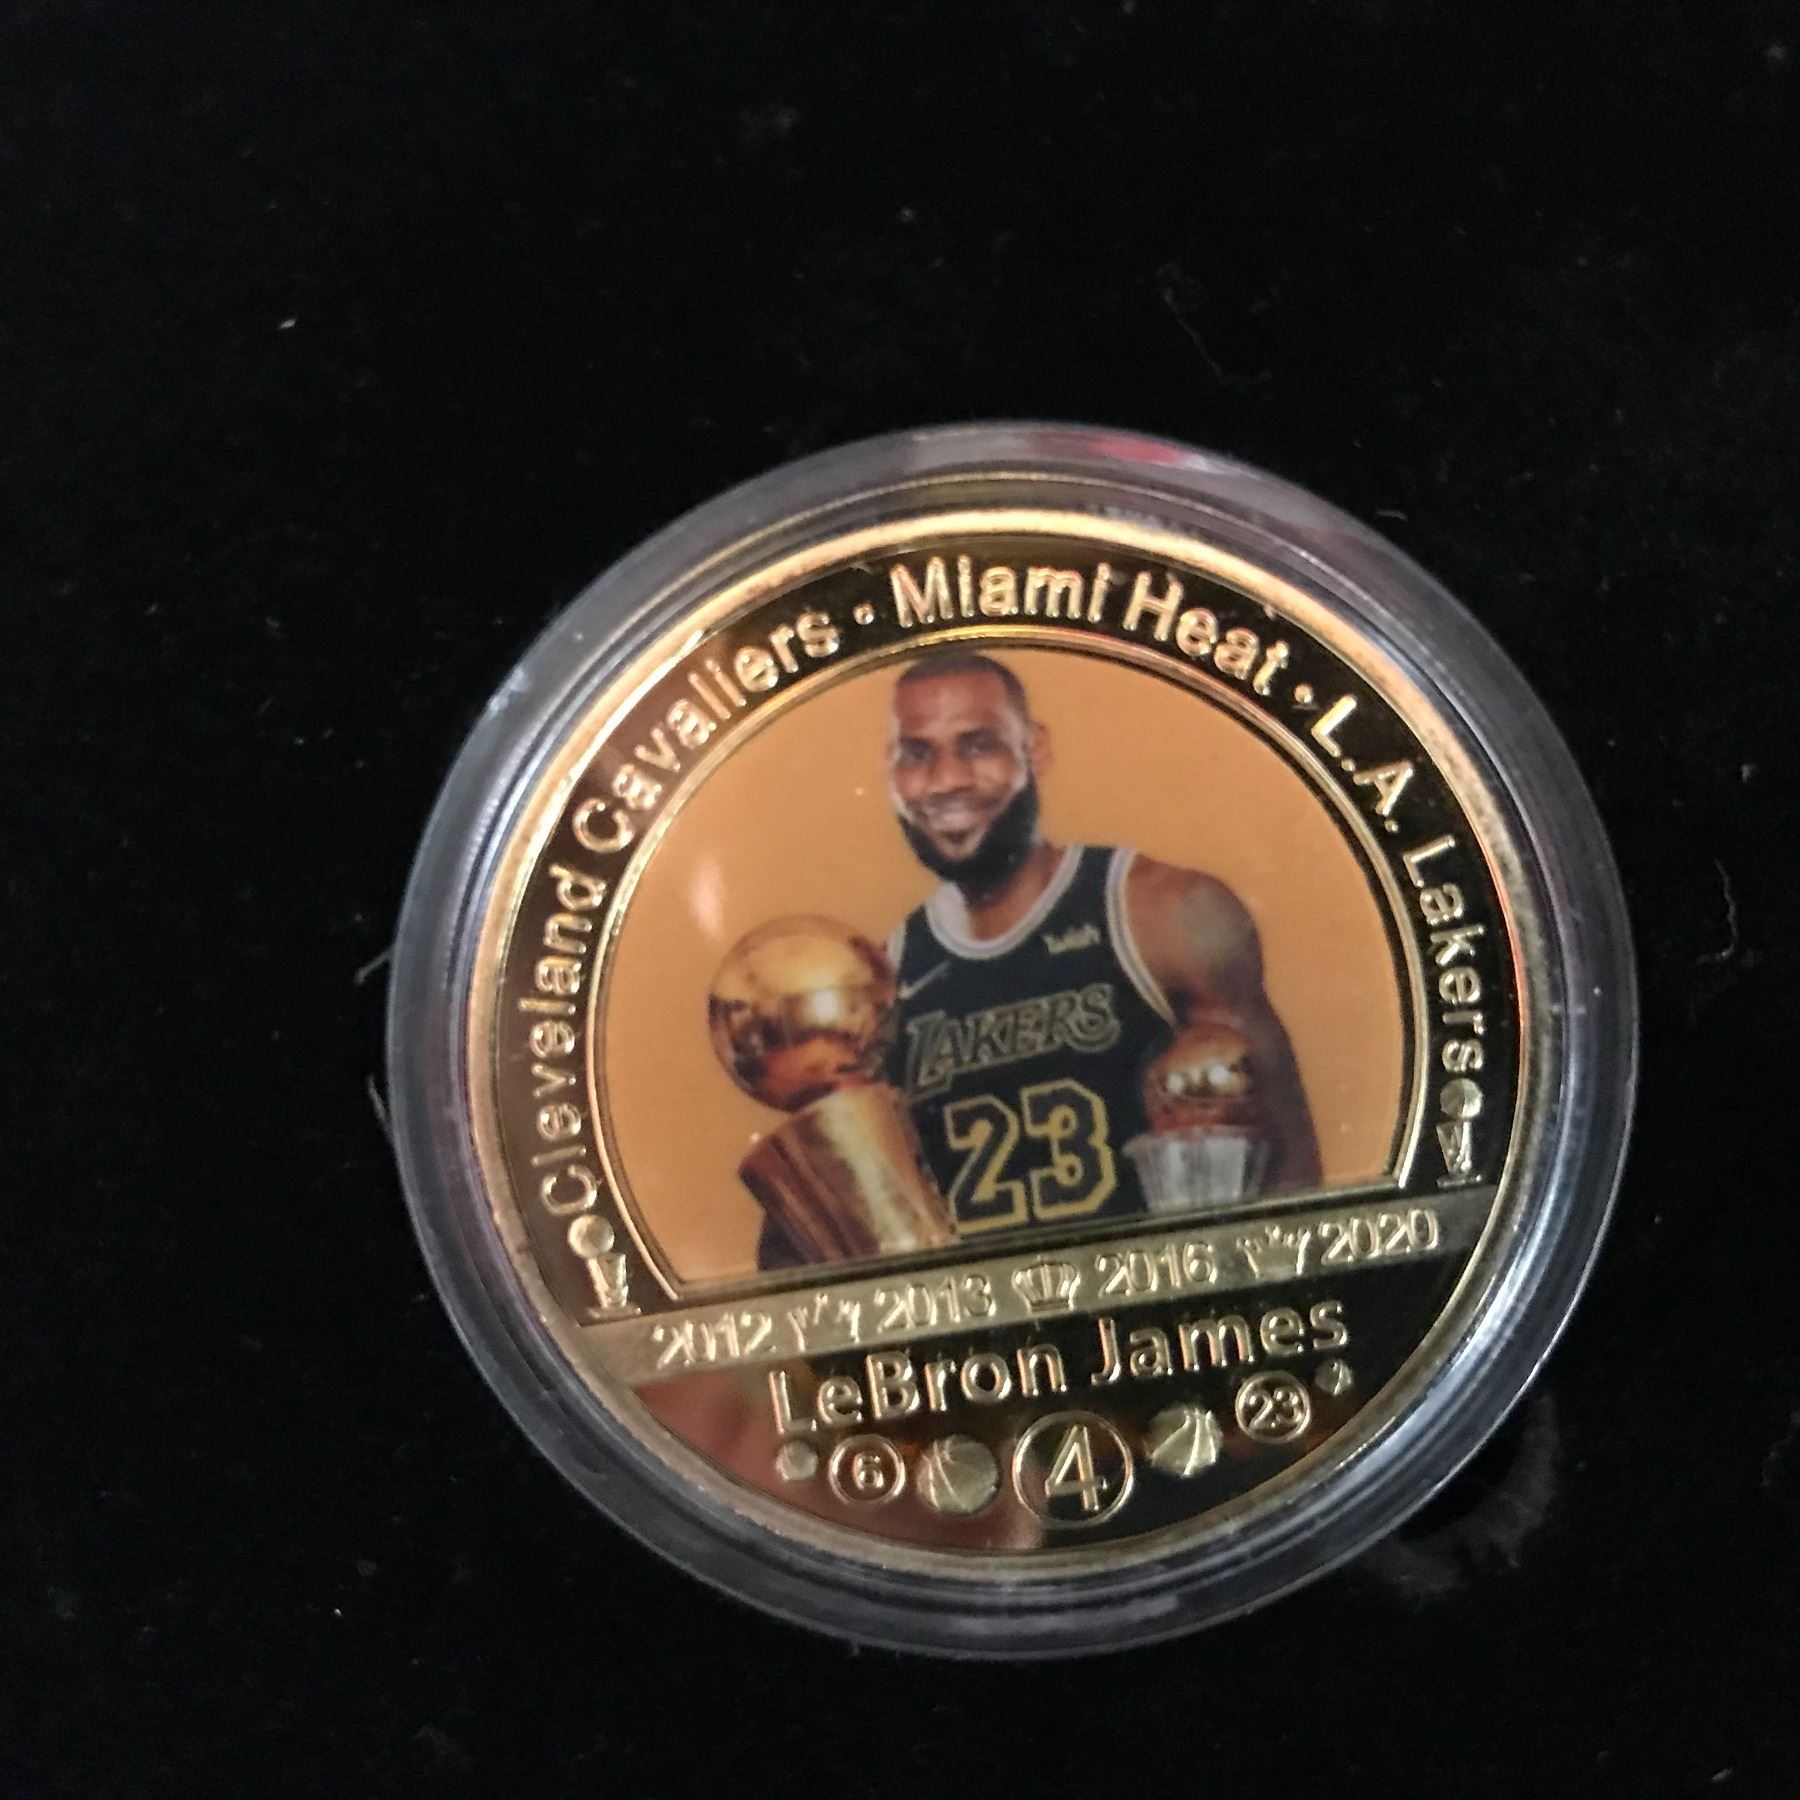 Cleveland Cavaliers · Miami Heat · L.A. Lakers
LAKERS
23
2012 2013 2016 2020
LeBron James
6 4 23